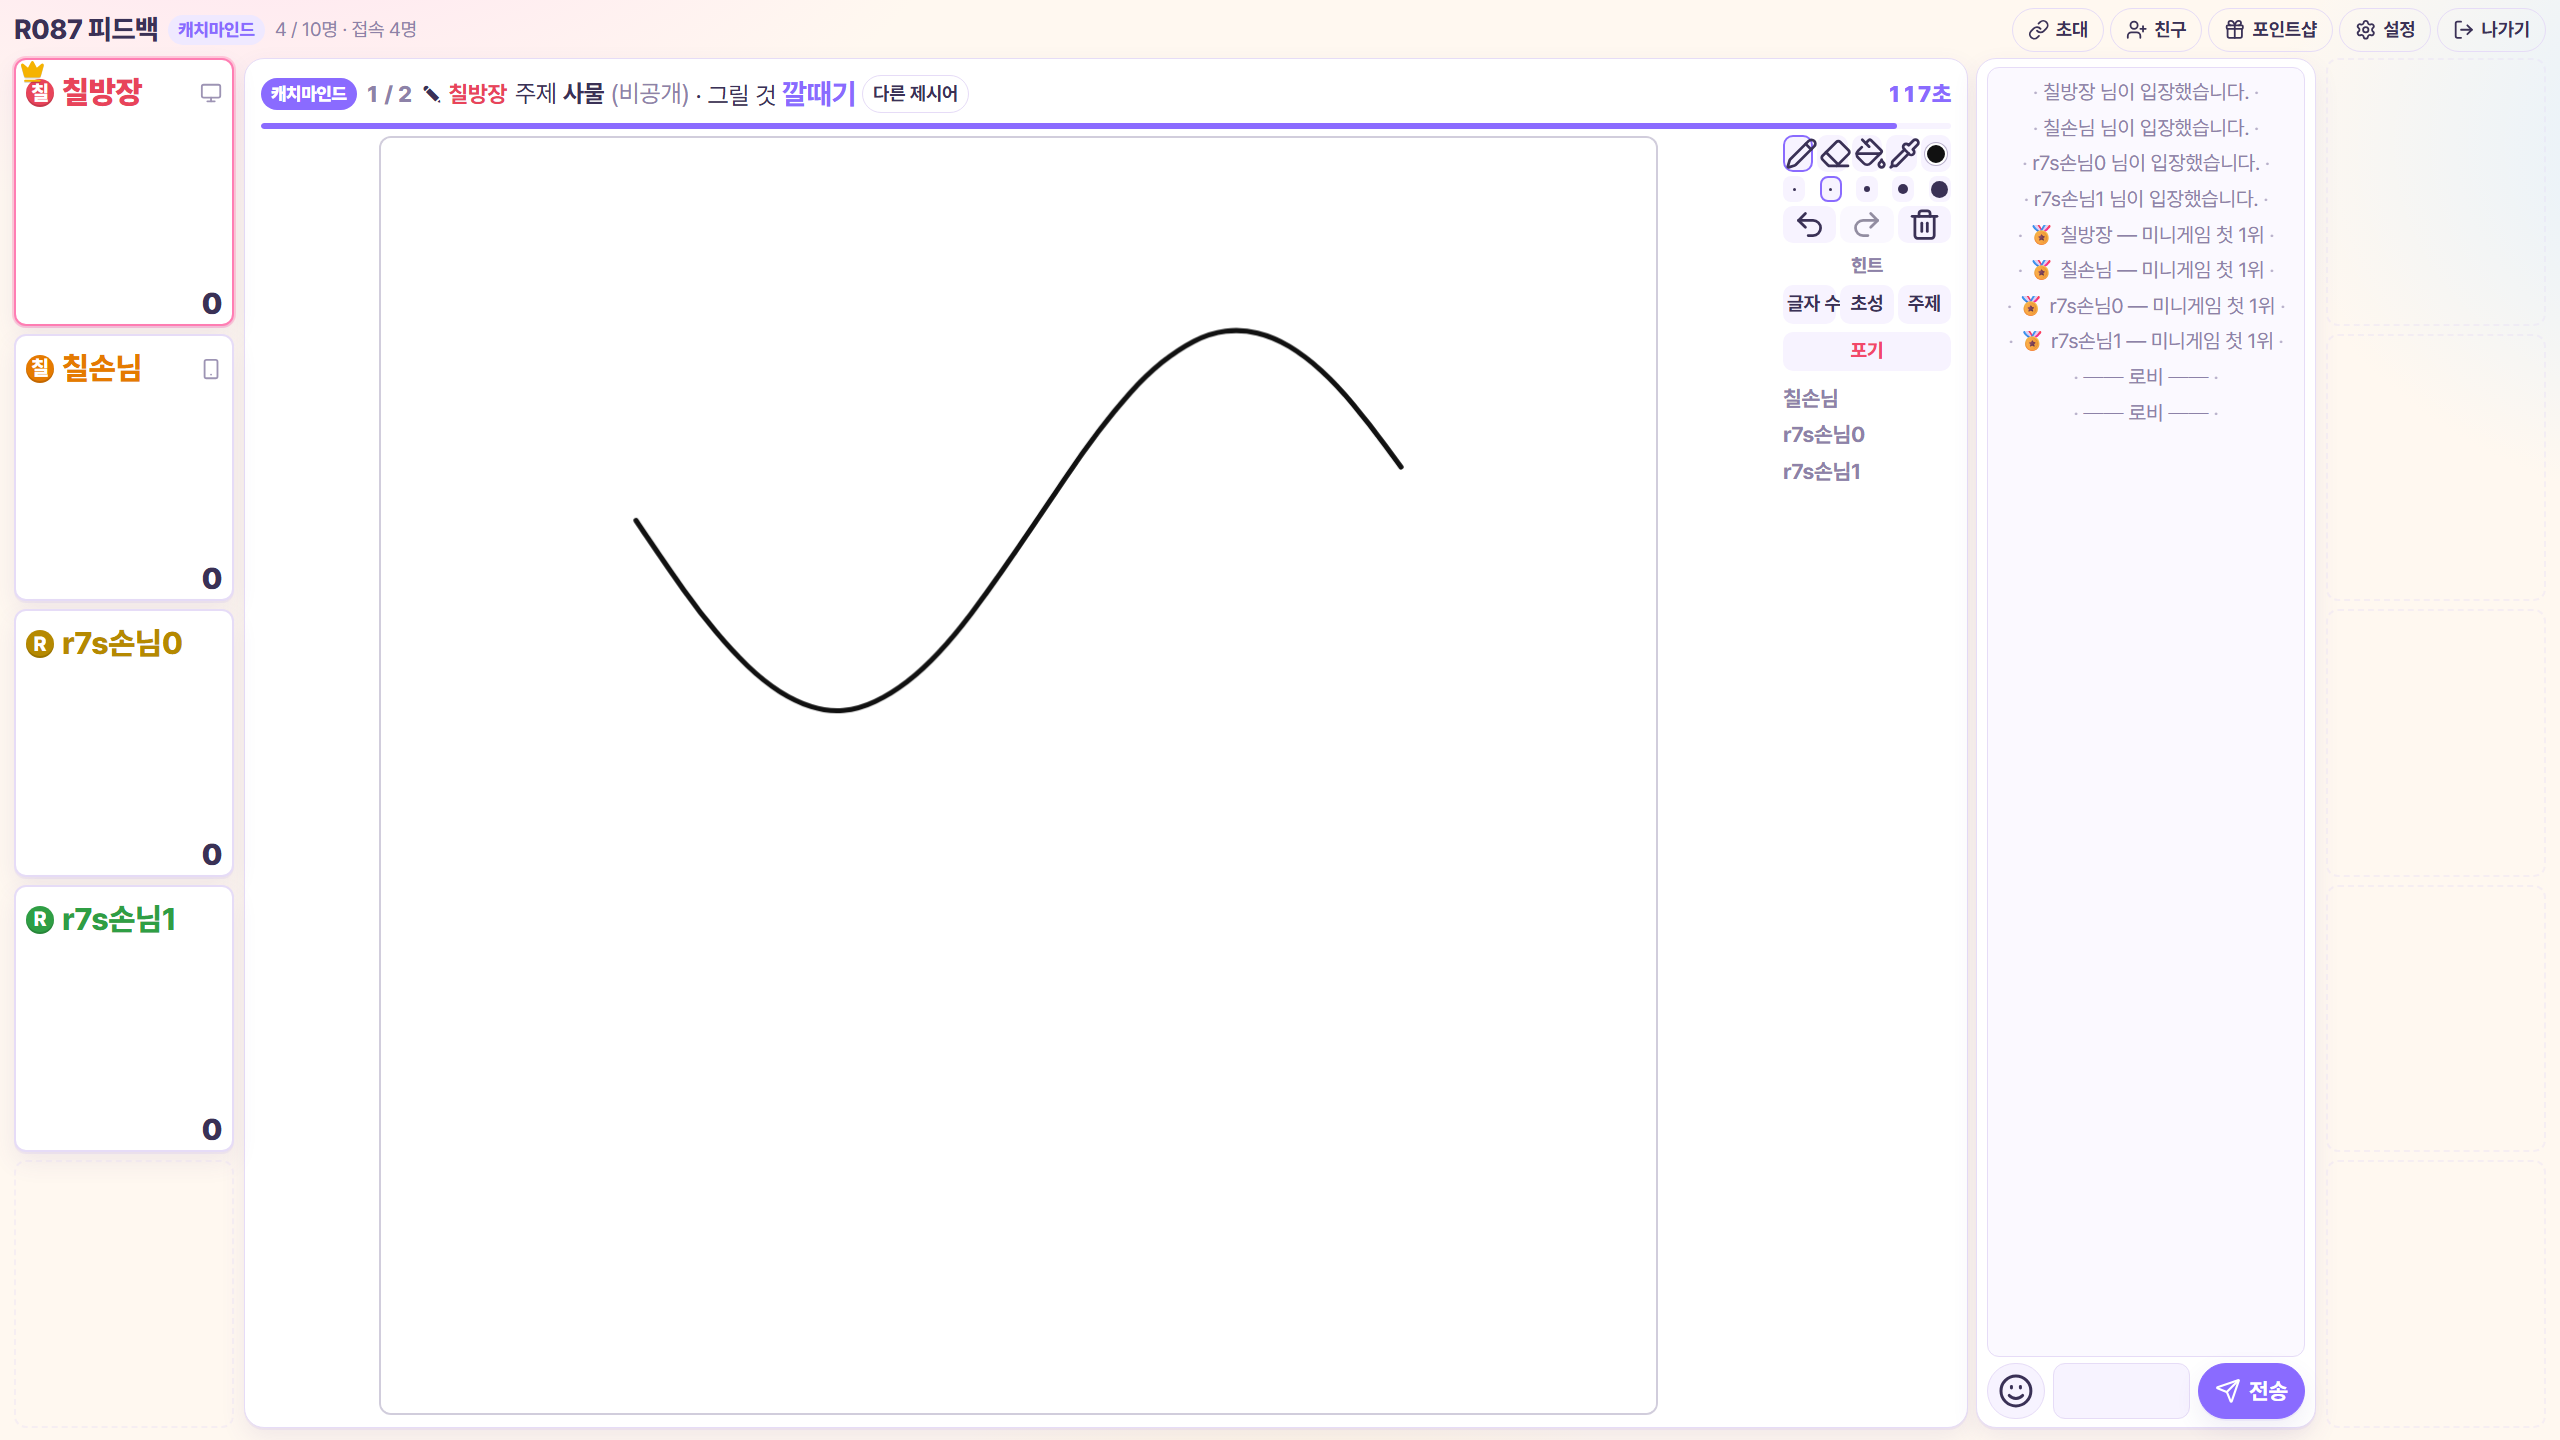 R087 피드백 캐치마인드 4 / 10명 · 접속 4명
초대 친구 포인트샵 설정 나가기
칠 칠방장
0
칠 칠손님
0
R r7s손님0
0
R r7s손님1
0
캐치마인드 1 / 2 칠방장 주제 사물 (비공개) · 그릴 것 깔때기 다른 제시어 117초
힌트
글자 수 초성 주제
포기
칠손님
r7s손님0
r7s손님1
· 칠방장 님이 입장했습니다. ·
· 칠손님 님이 입장했습니다. ·
· r7s손님0 님이 입장했습니다. ·
· r7s손님1 님이 입장했습니다. ·
· 🏅 칠방장 — 미니게임 첫 1위 ·
· 🏅 칠손님 — 미니게임 첫 1위 ·
· 🏅 r7s손님0 — 미니게임 첫 1위 ·
· 🏅 r7s손님1 — 미니게임 첫 1위 ·
· —— 로비 —— ·
· —— 로비 —— ·
전송